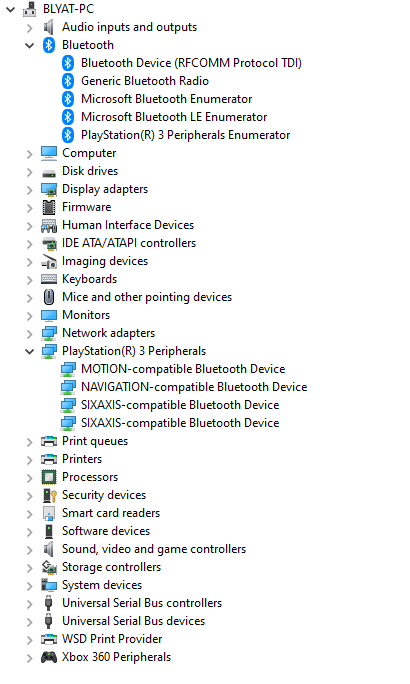 BLYAT-PC
Audio inputs and outputs
Bluetooth
Bluetooth Device (RFCOMM Protocol TDI)
Generic Bluetooth Radio
Microsoft Bluetooth Enumerator
Microsoft Bluetooth LE Enumerator
PlayStation(R) 3 Peripherals Enumerator
Computer
Disk drives
Display adapters
Firmware
Human Interface Devices
IDE ATA/ATAPI controllers
Imaging devices
Keyboards
Mice and other pointing devices
Monitors
Network adapters
PlayStation(R) 3 Peripherals
MOTION-compatible Bluetooth Device
NAVIGATION-compatible Bluetooth Device
SIXAXIS-compatible Bluetooth Device
SIXAXIS-compatible Bluetooth Device
Print queues
Printers
Processors
Security devices
Smart card readers
Software devices
Sound, video and game controllers
Storage controllers
System devices
Universal Serial Bus controllers
Universal Serial Bus devices
WSD Print Provider
Xbox 360 Peripherals